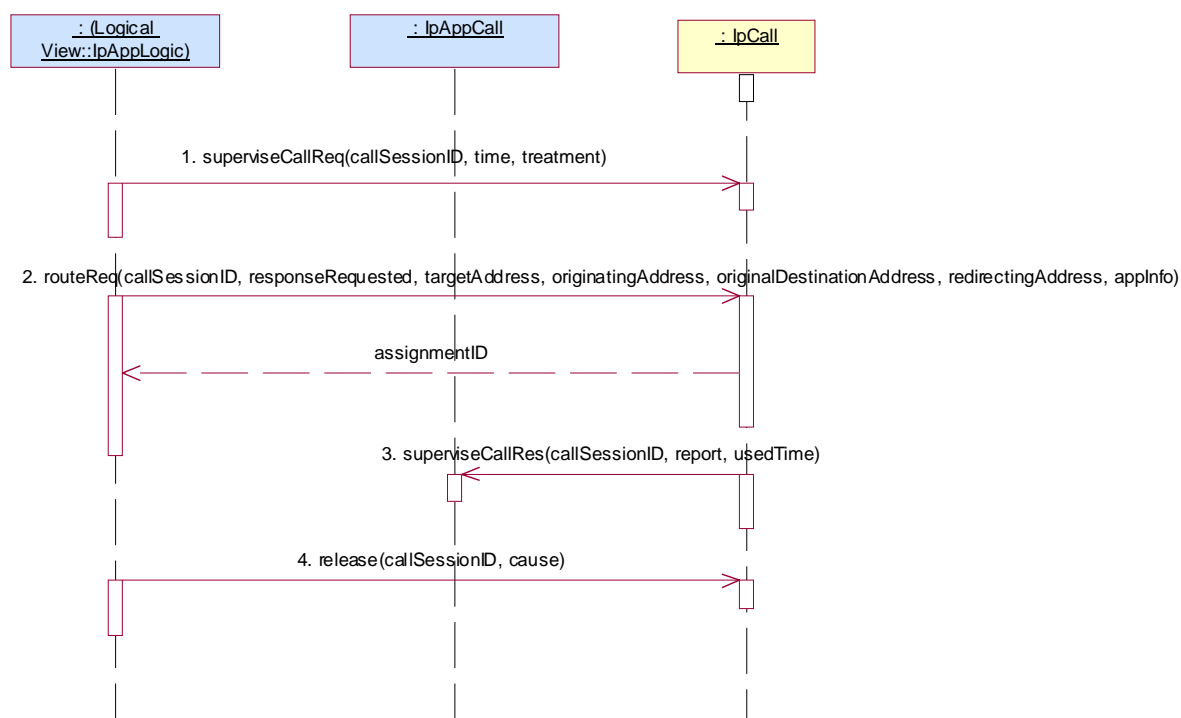 : (Logical
View::IpAppLogic)
: IpAppCall
: IpCall
1. superviseCallReq(callSessionID, time, treatment)
2. routeReq(callSessionID, responseRequested, targetAddress, originatingAddress, originalDestinationAddress, redirectingAddress, appInfo)
assignmentID
3. superviseCallRes(callSessionID, report, usedTime)
4. release(callSessionID, cause)